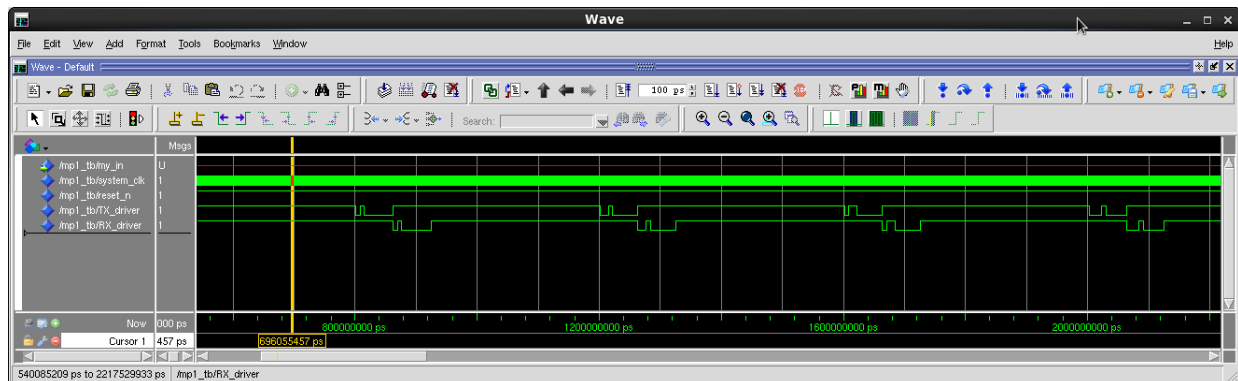 Wave
File Edit View Add Format Tools Bookmarks Window Help
Wave - Default
100 ps
Search:
Msgs
/mp1_tb/my_in U
/mp1_tb/system_clk 1
/mp1_tb/reset_n 1
/mp1_tb/TX_driver 1
/mp1_tb/RX_driver 1
Now 000 ps 800000000 ps 1200000000 ps 1600000000 ps 2000000000 ps
Cursor 1 457 ps 696055457 ps
540085209 ps to 2217529933 ps /mp1_tb/RX_driver